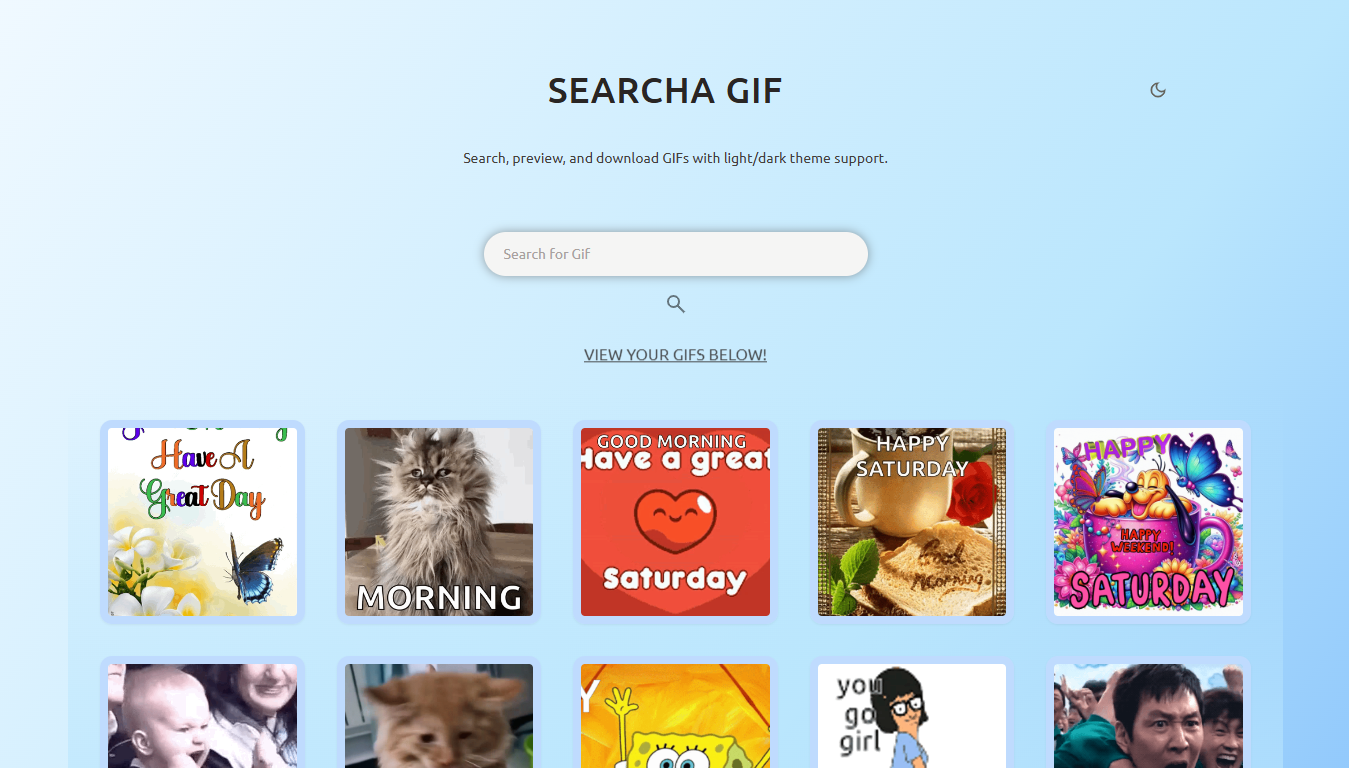 SEARCHA GIF
Search, preview, and download GIFs with light/dark theme support.
Search for Gif
VIEW YOUR GIFS BELOW!
Have A
Great Day
MORNING
GOOD MORNING
Have a great
Saturday
HAPPY
SATURDAY
Good
Morning
HAPPY
HAPPY
WEEKEND!
SATURDAY
Y
you
go
girl